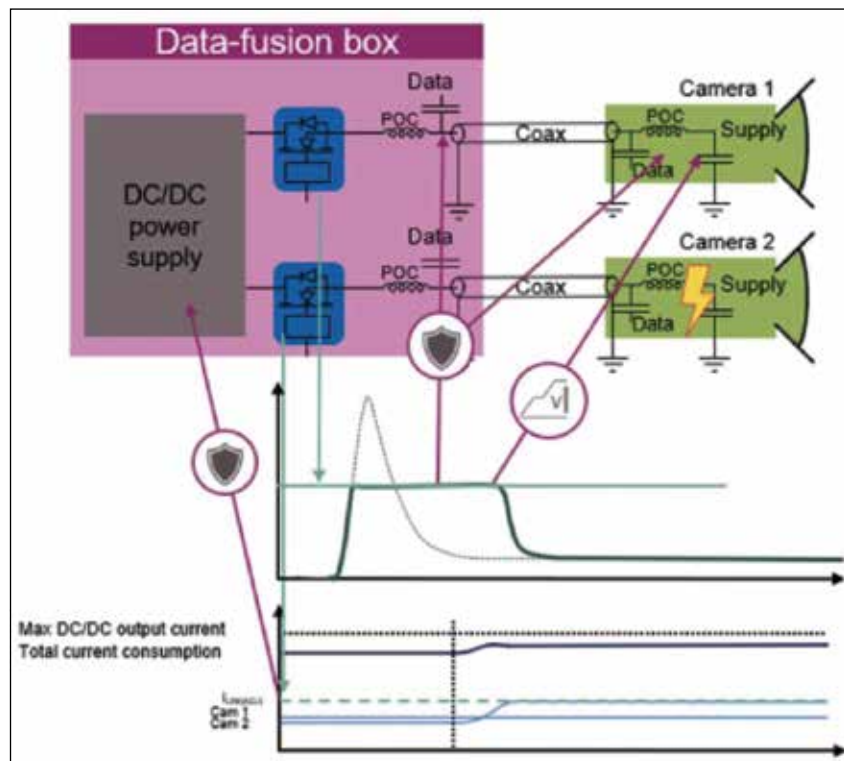 Data-fusion box
Data
Camera 1
POC
POC
Supply
Coax
Data
DC/DC
power
supply
Camera 2
Data
POC
POC
Supply
Coax
Data
V
Max DC/DC output current
Total current consumption
Cam 1
Cam 2